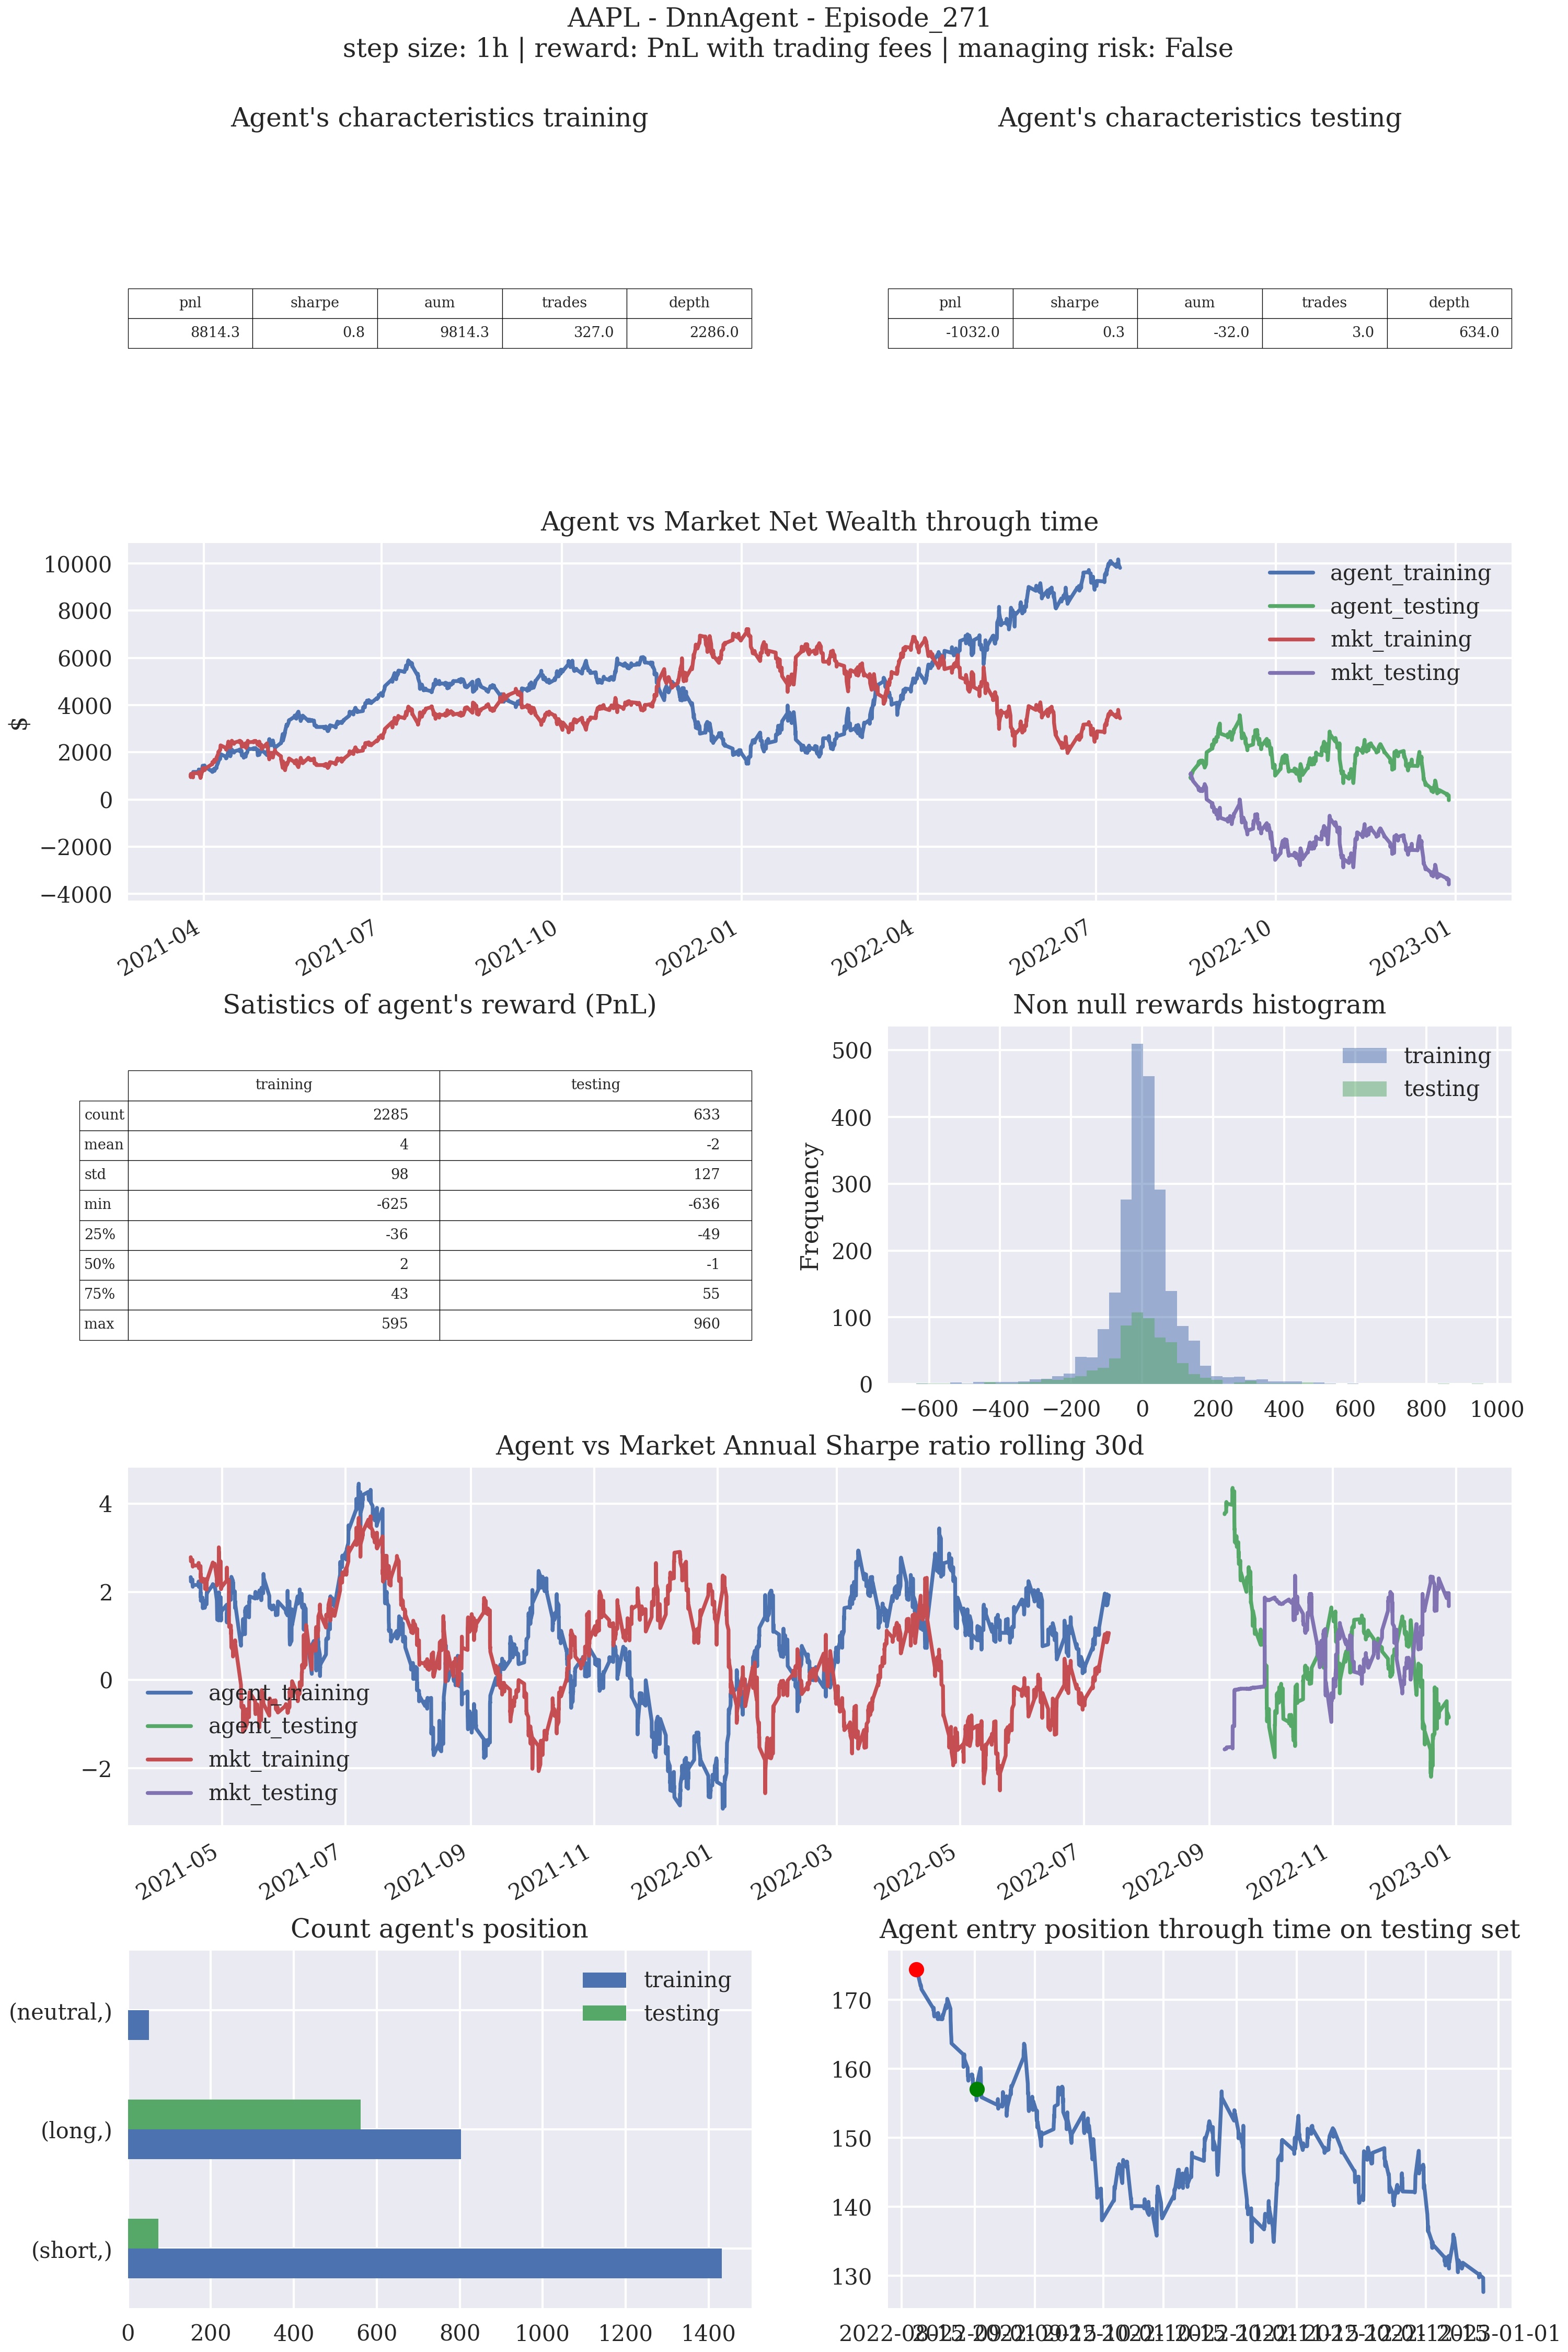 AAPL - DnnAgent - Episode_271
step size: 1h | reward: PnL with trading fees | managing risk: False
Agent's characteristics training
pnl sharpe aum trades depth
8814.3 0.8 9814.3 327.0 2286.0
Agent's characteristics testing
pnl sharpe aum trades depth
-1032.0 0.3 -32.0 3.0 634.0
Agent vs Market Net Wealth through time
$
10000
8000
6000
4000
2000
0
−2000
−4000
agent_training
agent_testing
mkt_training
mkt_testing
2021-04 2021-07 2021-10 2022-01 2022-04 2022-07 2022-10 2023-01
Satistics of agent's reward (PnL)
training testing
count 2285 633
mean 4 -2
std 98 127
min -625 -636
25% -36 -49
50% 2 -1
75% 43 55
max 595 960
Non null rewards histogram
Frequency
500
400
300
200
100
0
training
testing
−600 −400 −200 0 200 400 600 800 1000
Agent vs Market Annual Sharpe ratio rolling 30d
4
2
0
−2
agent_training
agent_testing
mkt_training
mkt_testing
2021-05 2021-07 2021-09 2021-11 2022-01 2022-03 2022-05 2022-07 2022-09 2022-11 2023-01
Count agent's position
training
testing
(neutral,)
(long,)
(short,)
0 200 400 600 800 1000 1200 1400
Agent entry position through time on testing set
170
160
150
140
130